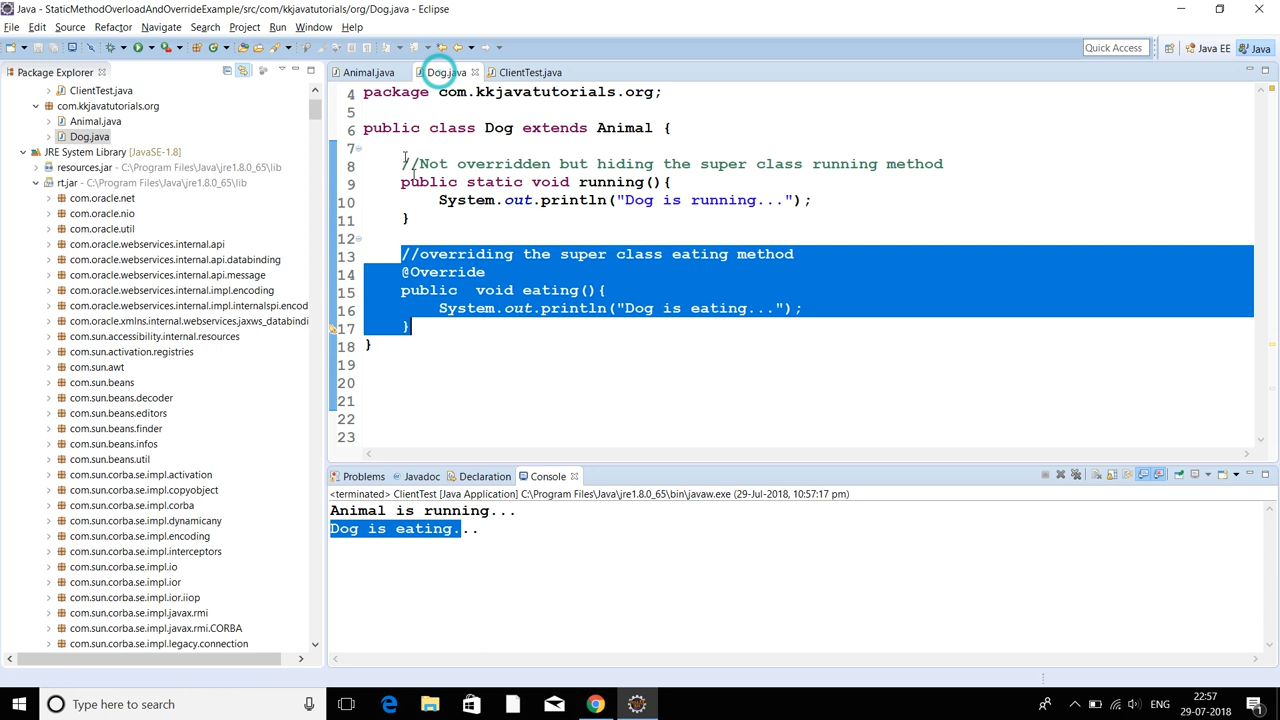 Java - StaticMethodOverloadAndOverrideExample/src/com/kkjavatutorials/org/Dog.java - Eclipse
File Edit Source Refactor Navigate Search Project Run Window Help
Quick Access
Java EE
Java
Package Explorer
ClientTest.java
com.kkjavatutorials.org
Animal.java
Dog.java
JRE System Library [JavaSE-1.8]
resources.jar - C:\Program Files\Java\jre1.8.0_65\lib
rt.jar - C:\Program Files\Java\jre1.8.0_65\lib
com.oracle.net
com.oracle.nio
com.oracle.util
com.oracle.webservices.internal.api
com.oracle.webservices.internal.api.databinding
com.oracle.webservices.internal.api.message
com.oracle.webservices.internal.impl.encoding
com.oracle.webservices.internal.impl.internalspi.encod
com.oracle.xmlns.internal.webservices.jaxws_databindi
com.sun.accessibility.internal.resources
com.sun.activation.registries
com.sun.awt
com.sun.beans
com.sun.beans.decoder
com.sun.beans.editors
com.sun.beans.finder
com.sun.beans.infos
com.sun.beans.util
com.sun.corba.se.impl.activation
com.sun.corba.se.impl.copyobject
com.sun.corba.se.impl.corba
com.sun.corba.se.impl.dynamicany
com.sun.corba.se.impl.encoding
com.sun.corba.se.impl.interceptors
com.sun.corba.se.impl.io
com.sun.corba.se.impl.ior
com.sun.corba.se.impl.ior.iiop
com.sun.corba.se.impl.javax.rmi
com.sun.corba.se.impl.javax.rmi.CORBA
com.sun.corba.se.impl.legacy.connection
Animal.java Dog.java ClientTest.java
4 package com.kkjavatutorials.org;
5
6 public class Dog extends Animal {
7
8 //Not overridden but hiding the super class running method
9 public static void running(){
10 System.out.println("Dog is running...");
11 }
12
13 //overriding the super class eating method
14 @Override
15 public  void eating(){
16 System.out.println("Dog is eating...");
17 }
18 }
19
20
21
22
23
Problems Javadoc Declaration Console
<terminated> ClientTest [Java Application] C:\Program Files\Java\jre1.8.0_65\bin\javaw.exe (29-Jul-2018, 10:57:17 pm)
Animal is running...
Dog is eating...
Type here to search
ENG
22:57
29-07-2018
1